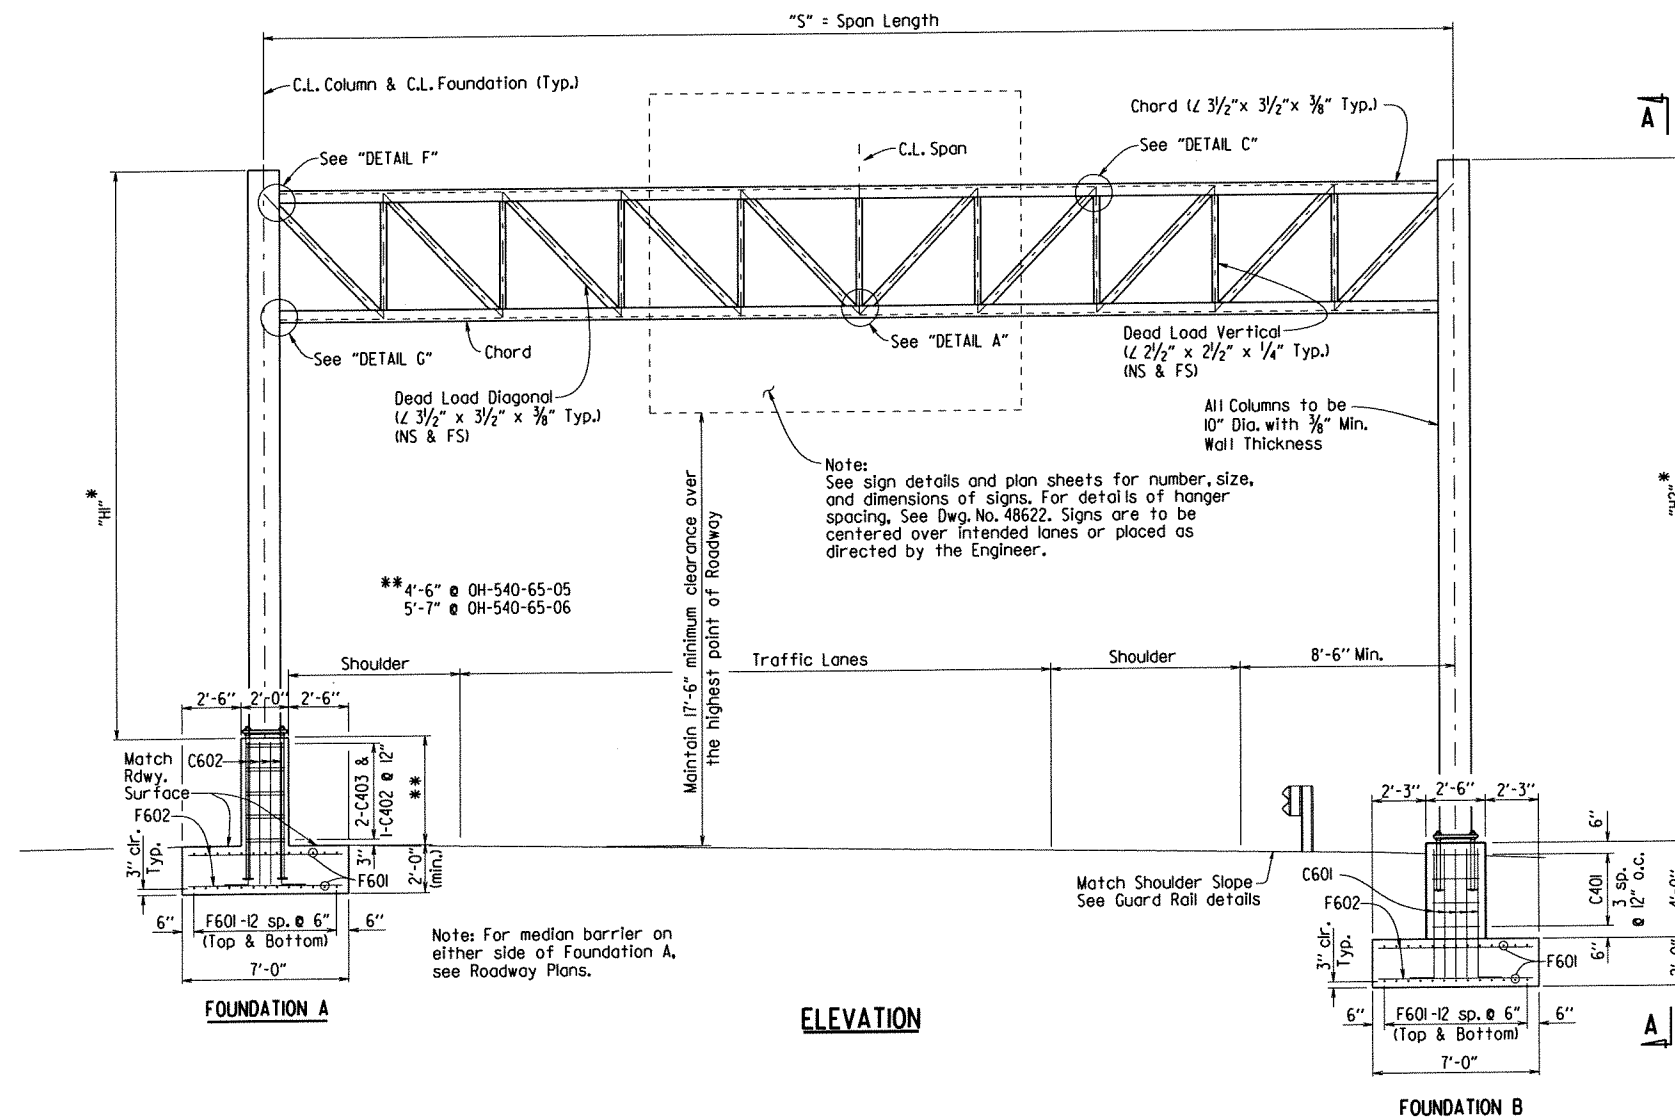 "S" = Span Length
C.L. Column & C.L. Foundation (Typ.)
Chord (∠ 3½"x 3½"x ⅜" Typ.)
A
See "DETAIL F"
C.L. Span
See "DETAIL C"
See "DETAIL G"
Chord
See "DETAIL A"
Dead Load Vertical
(∠ 2½" x 2½" x ¼" Typ.)
(NS & FS)
Dead Load Diagonal
(∠ 3½" x 3½" x ⅜" Typ.)
(NS & FS)
All Columns to be
10" Dia. with ⅜" Min.
Wall Thickness
"H1"*
"H2"*
Note:
See sign details and plan sheets for number, size,
and dimensions of signs. For details of hanger
spacing, See Dwg. No. 48622. Signs are to be
centered over intended lanes or placed as
directed by the Engineer.
Maintain 17'-6" minimum clearance over
the highest point of Roadway
** 4'-6" @ OH-540-65-05
5'-7" @ OH-540-65-06
Shoulder
Traffic Lanes
Shoulder
8'-6" Min.
2'-6" 2'-0" 2'-6"
Match
Rdwy.
Surface
C602
F602
3" clr.
Typ.
2-C403 &
1-C402 @ 12"
**
3"
2'-0"
(min.)
F601
6"
F601-12 sp. @ 6"
(Top & Bottom)
6"
7'-0"
FOUNDATION A
Note: For median barrier on
either side of Foundation A,
see Roadway Plans.
ELEVATION
Match Shoulder Slope
See Guard Rail details
2'-3" 2'-6" 2'-3"
6"
C601
F602
C401
3 sp.
@ 12" o.c.
4'-0"
3" clr.
Typ.
6"
2'-0"
F601
6"
F601-12 sp. @ 6"
(Top & Bottom)
6"
7'-0"
A
FOUNDATION B